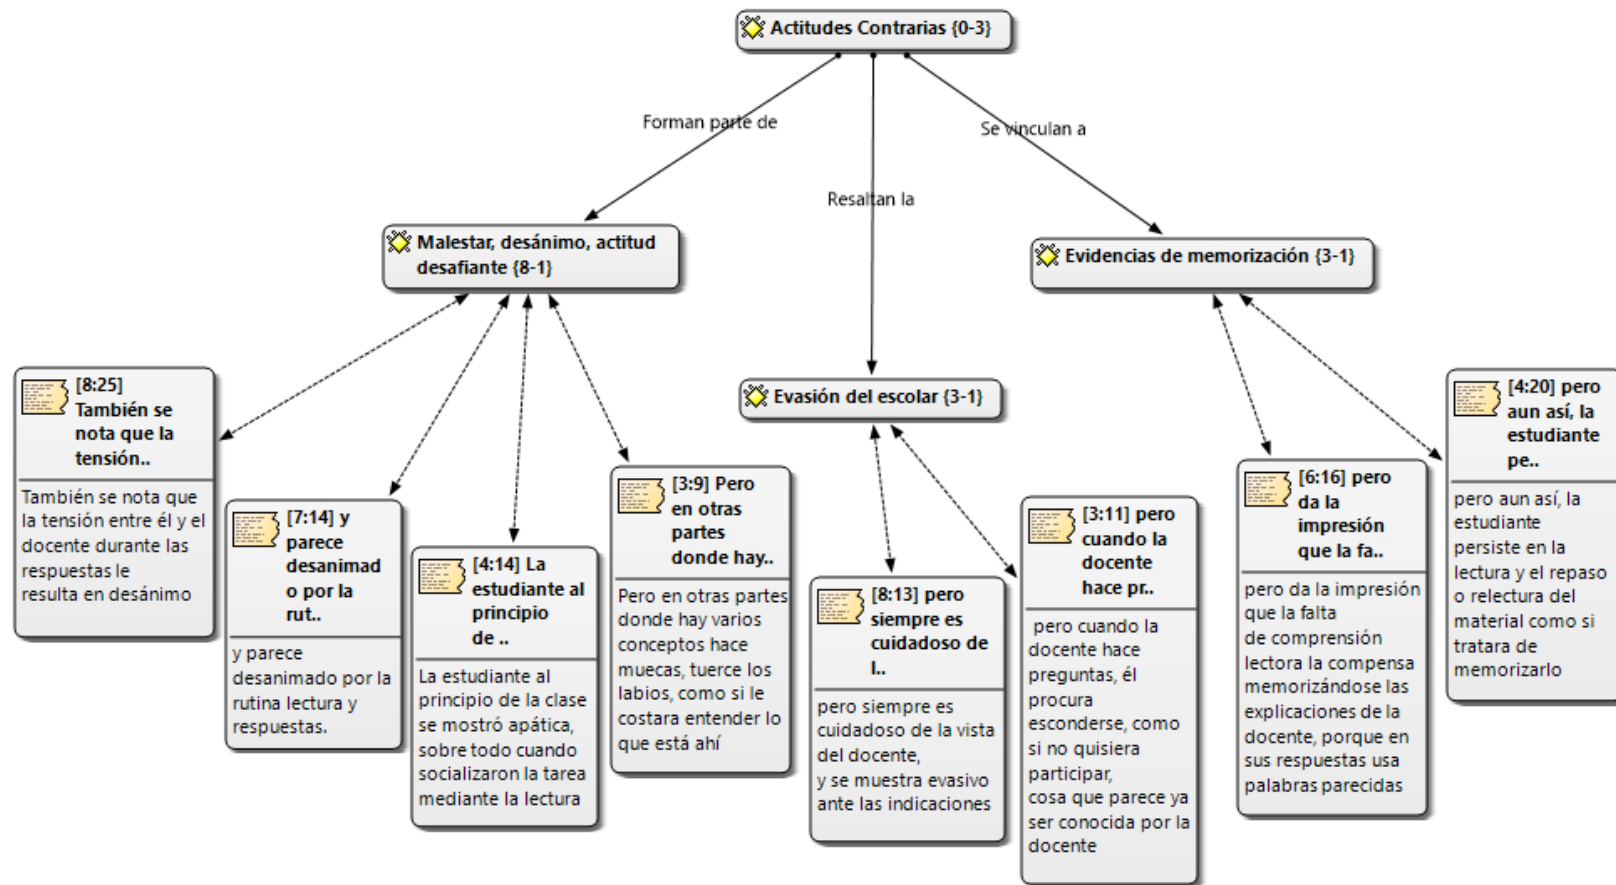 Actitudes Contrarias {0-3}
Forman parte de
Se vinculan a
Resaltan la
Malestar, desánimo, actitud
desafiante {8-1}
Evidencias de memorización {3-1}
Evasión del escolar {3-1}
[8:25]
También se
nota que la
tensión..
También se nota que
la tensión entre él y el
docente durante las
respuestas le
resulta en desánimo
[7:14] y
parece
desanimad
o por la
rut..
y parece
desanimado por la
rutina lectura y
respuestas.
[4:14] La
estudiante al
principio
de ..
La estudiante al
principio de la clase
se mostró apática,
sobre todo cuando
socializaron la tarea
mediante la lectura
[3:9] Pero
en otras
partes
donde hay..
Pero en otras partes
donde hay varios
conceptos hace
muecas, tuerce los
labios, como si le
costara entender lo
que está ahí
[8:13] pero
siempre es
cuidadoso de
l..
pero siempre es
cuidadoso de la vista
del docente,
y se muestra evasivo
ante las indicaciones
[3:11] pero
cuando la
docente
hace pr..
pero cuando la
docente hace
preguntas, él
procura
esconderse, como
si no quisiera
participar,
cosa que parece ya
ser conocida por la
docente
[6:16] pero
da la
impresión
que la fa..
pero da la impresión
que la falta
de comprensión
lectora la compensa
memorizándose las
explicaciones de la
docente, porque en
sus respuestas usa
palabras parecidas
[4:20] pero
aun así, la
estudiante
pe..
pero aun así, la
estudiante
persiste en la
lectura y el repaso
o relectura del
material como si
tratara de
memorizarlo